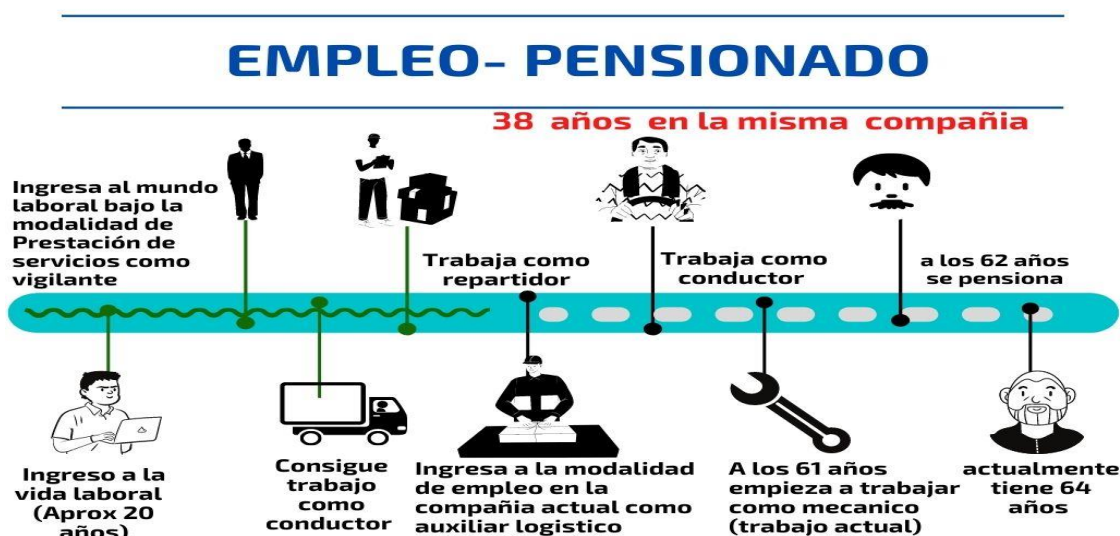 EMPLEO- PENSIONADO
38 años en la misma compañia
Ingresa al mundo
laboral bajo la
modalidad de
Prestación de
servicios como
vigilante
Trabaja como
repartidor
Trabaja como
conductor
a los 62 años
se pensiona
Ingreso a la
vida laboral
(Aprox 20
años)
Consigue
trabajo
como
conductor
Ingresa a la modalidad
de empleo en la
compañia actual como
auxiliar logistico
A los 61 años
empieza a trabajar
como mecanico
(trabajo actual)
actualmente
tiene 64
años